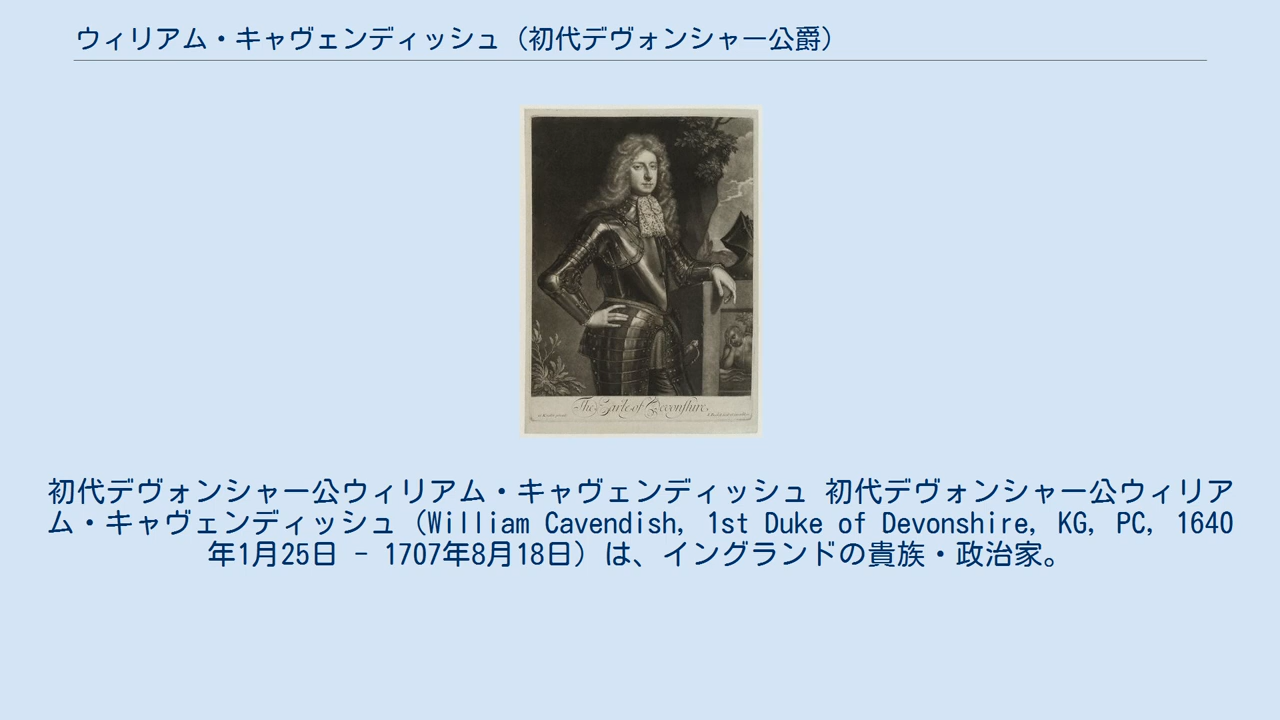 ウィリアム・キャヴェンディッシュ（初代デヴォンシャー公爵）
The Earle of Devonshire.
初代デヴォンシャー公ウィリアム・キャヴェンディッシュ 初代デヴォンシャー公ウィリア
ム・キャヴェンディッシュ（William Cavendish, 1st Duke of Devonshire, KG, PC, 1640
年1月25日 - 1707年8月18日）は、イングランドの貴族・政治家。